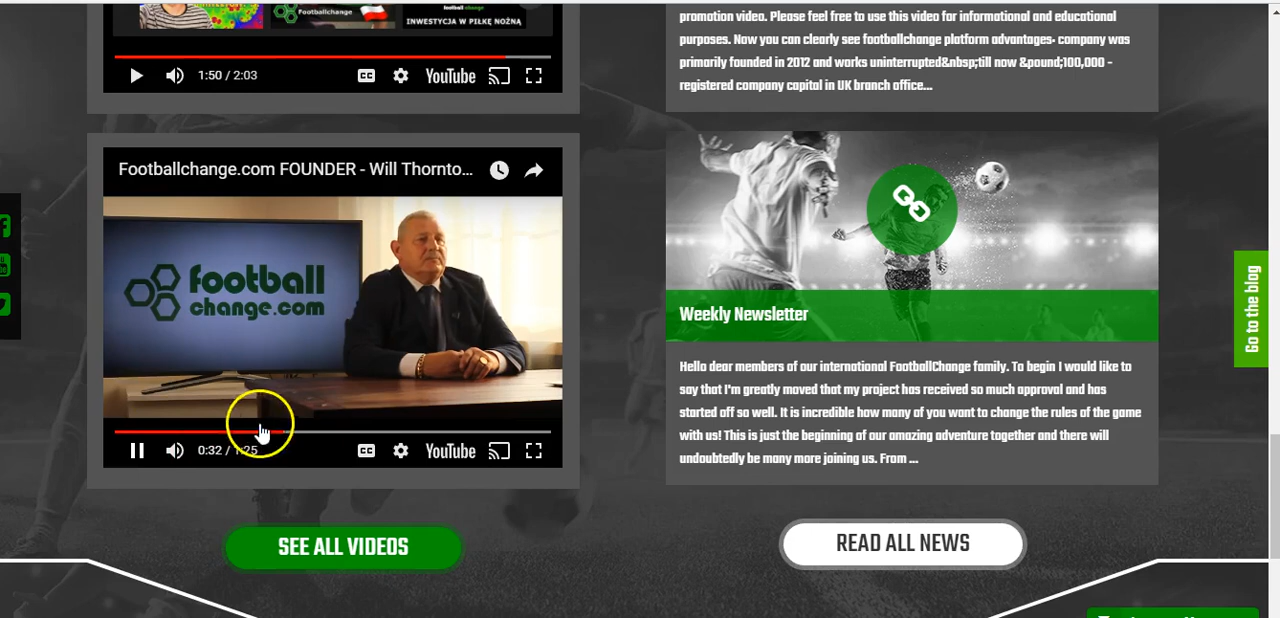 Footballchange
football change
INWESTYCJA W PIŁKĘ NOŻNĄ
1:50 / 2:03
CC
YouTube
promotion video. Please feel free to use this video for informational and educational
purposes. Now you can clearly see footballchange platform advantages• company was
primarily founded in 2012 and works uninterrupted&nbsp;till now &pound;100,000 -
registered company capital in UK branch office...
Footballchange.com FOUNDER - Will Thornto...
football
change.com
0:32 / 1:25
CC
YouTube
Weekly Newsletter
Hello dear members of our international FootballChange family. To begin I would like to
say that I'm greatly moved that my project has received so much approval and has
started off so well. It is incredible how many of you want to change the rules of the game
with us! This is just the beginning of our amazing adventure together and there will
undoubtedly be many more joining us. From ...
Go to the blog
SEE ALL VIDEOS
READ ALL NEWS